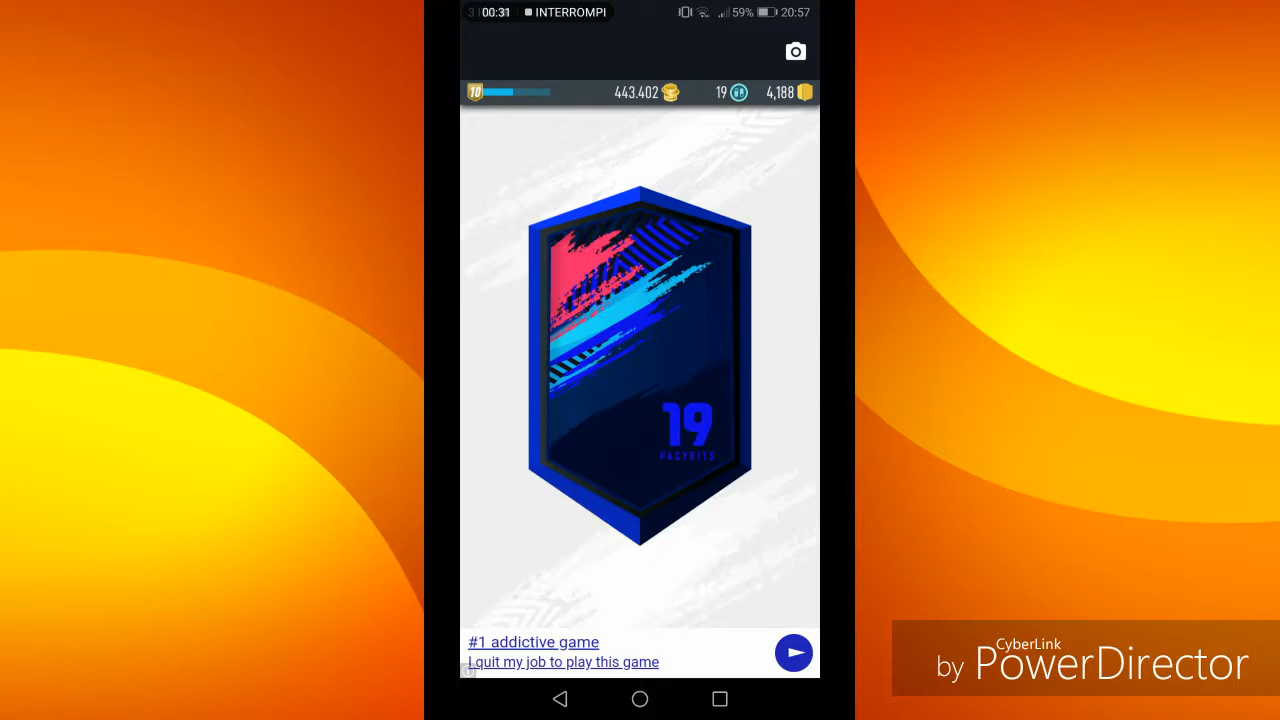 00:31 INTERROMPI 59% 20:57
10 443.402 19 4,188
19
PACYBITS
#1 addictive game
I quit my job to play this game
by CyberLink PowerDirector